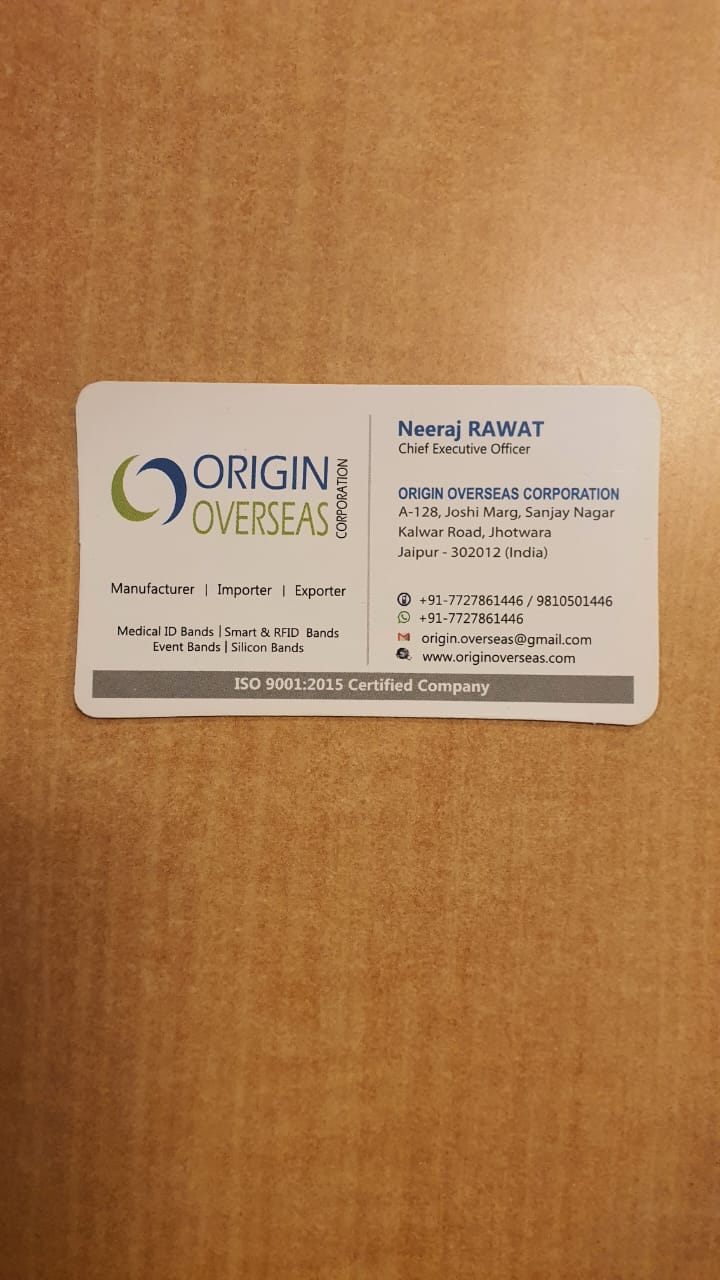 ORIGIN
OVERSEAS
CORPORATION
Manufacturer | Importer | Exporter
Medical ID Bands | Smart & RFID Bands
Event Bands | Silicon Bands
Neeraj RAWAT
Chief Executive Officer
ORIGIN OVERSEAS CORPORATION
A-128, Joshi Marg, Sanjay Nagar
Kalwar Road, Jhotwara
Jaipur - 302012 (India)
+91-7727861446 / 9810501446
+91-7727861446
origin.overseas@gmail.com
www.originoverseas.com
ISO 9001:2015 Certified Company